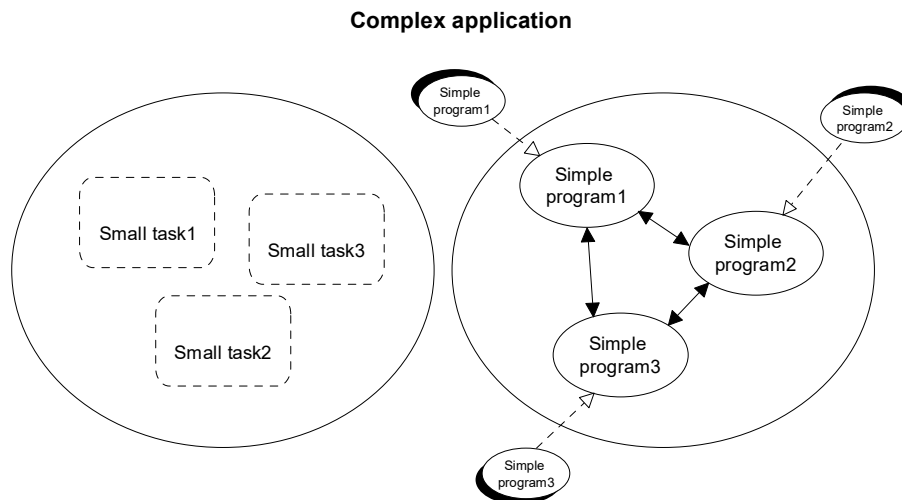 Complex application
Simple
program1
Simple
program2
Simple
program1
Small task1
Small task3
Simple
program2
Small task2
Simple
program3
Simple
program3